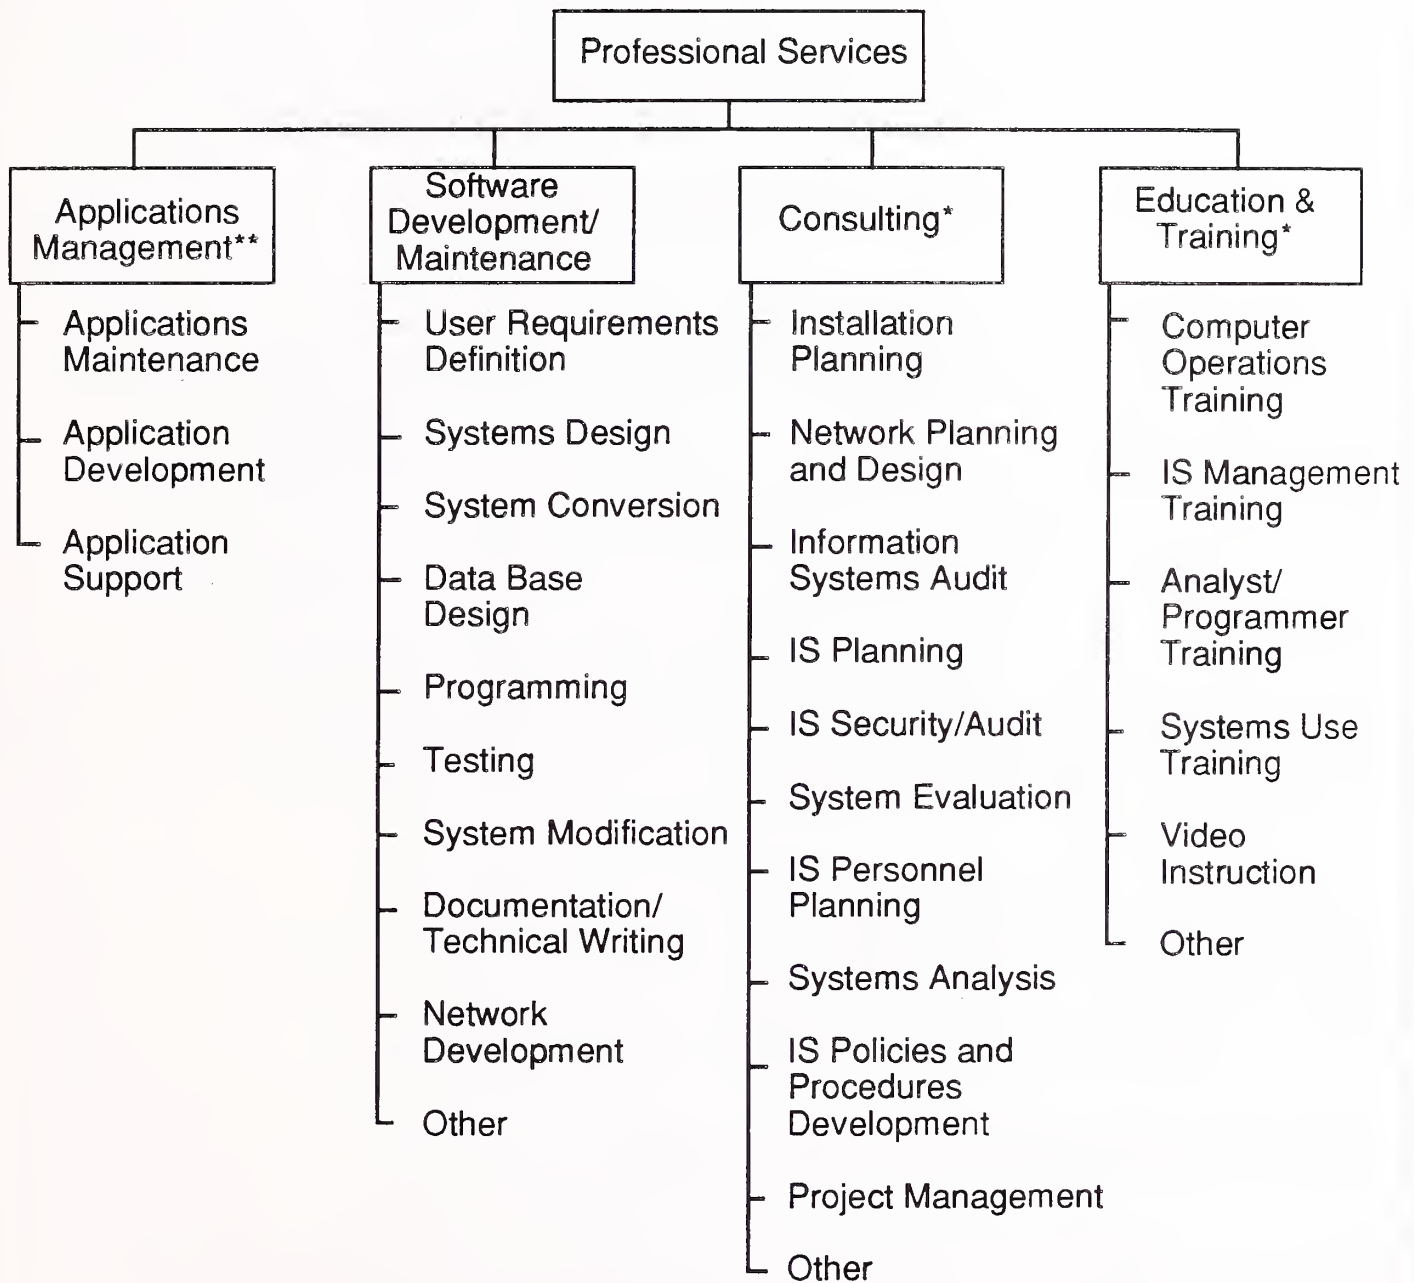 Professional Services
Applications
Management**
Applications
Maintenance
Application
Development
Application
Support
Software
Development/
Maintenance
User Requirements
Definition
Systems Design
System Conversion
Data Base
Design
Programming
Testing
System Modification
Documentation/
Technical Writing
Network
Development
Other
Consulting*
Installation
Planning
Network Planning
and Design
Information
Systems Audit
IS Planning
IS Security/Audit
System Evaluation
IS Personnel
Planning
Systems Analysis
IS Policies and
Procedures
Development
Project Management
Other
Education &
Training*
Computer
Operations
Training
IS Management
Training
Analyst/
Programmer
Training
Systems Use
Training
Video
Instruction
Other